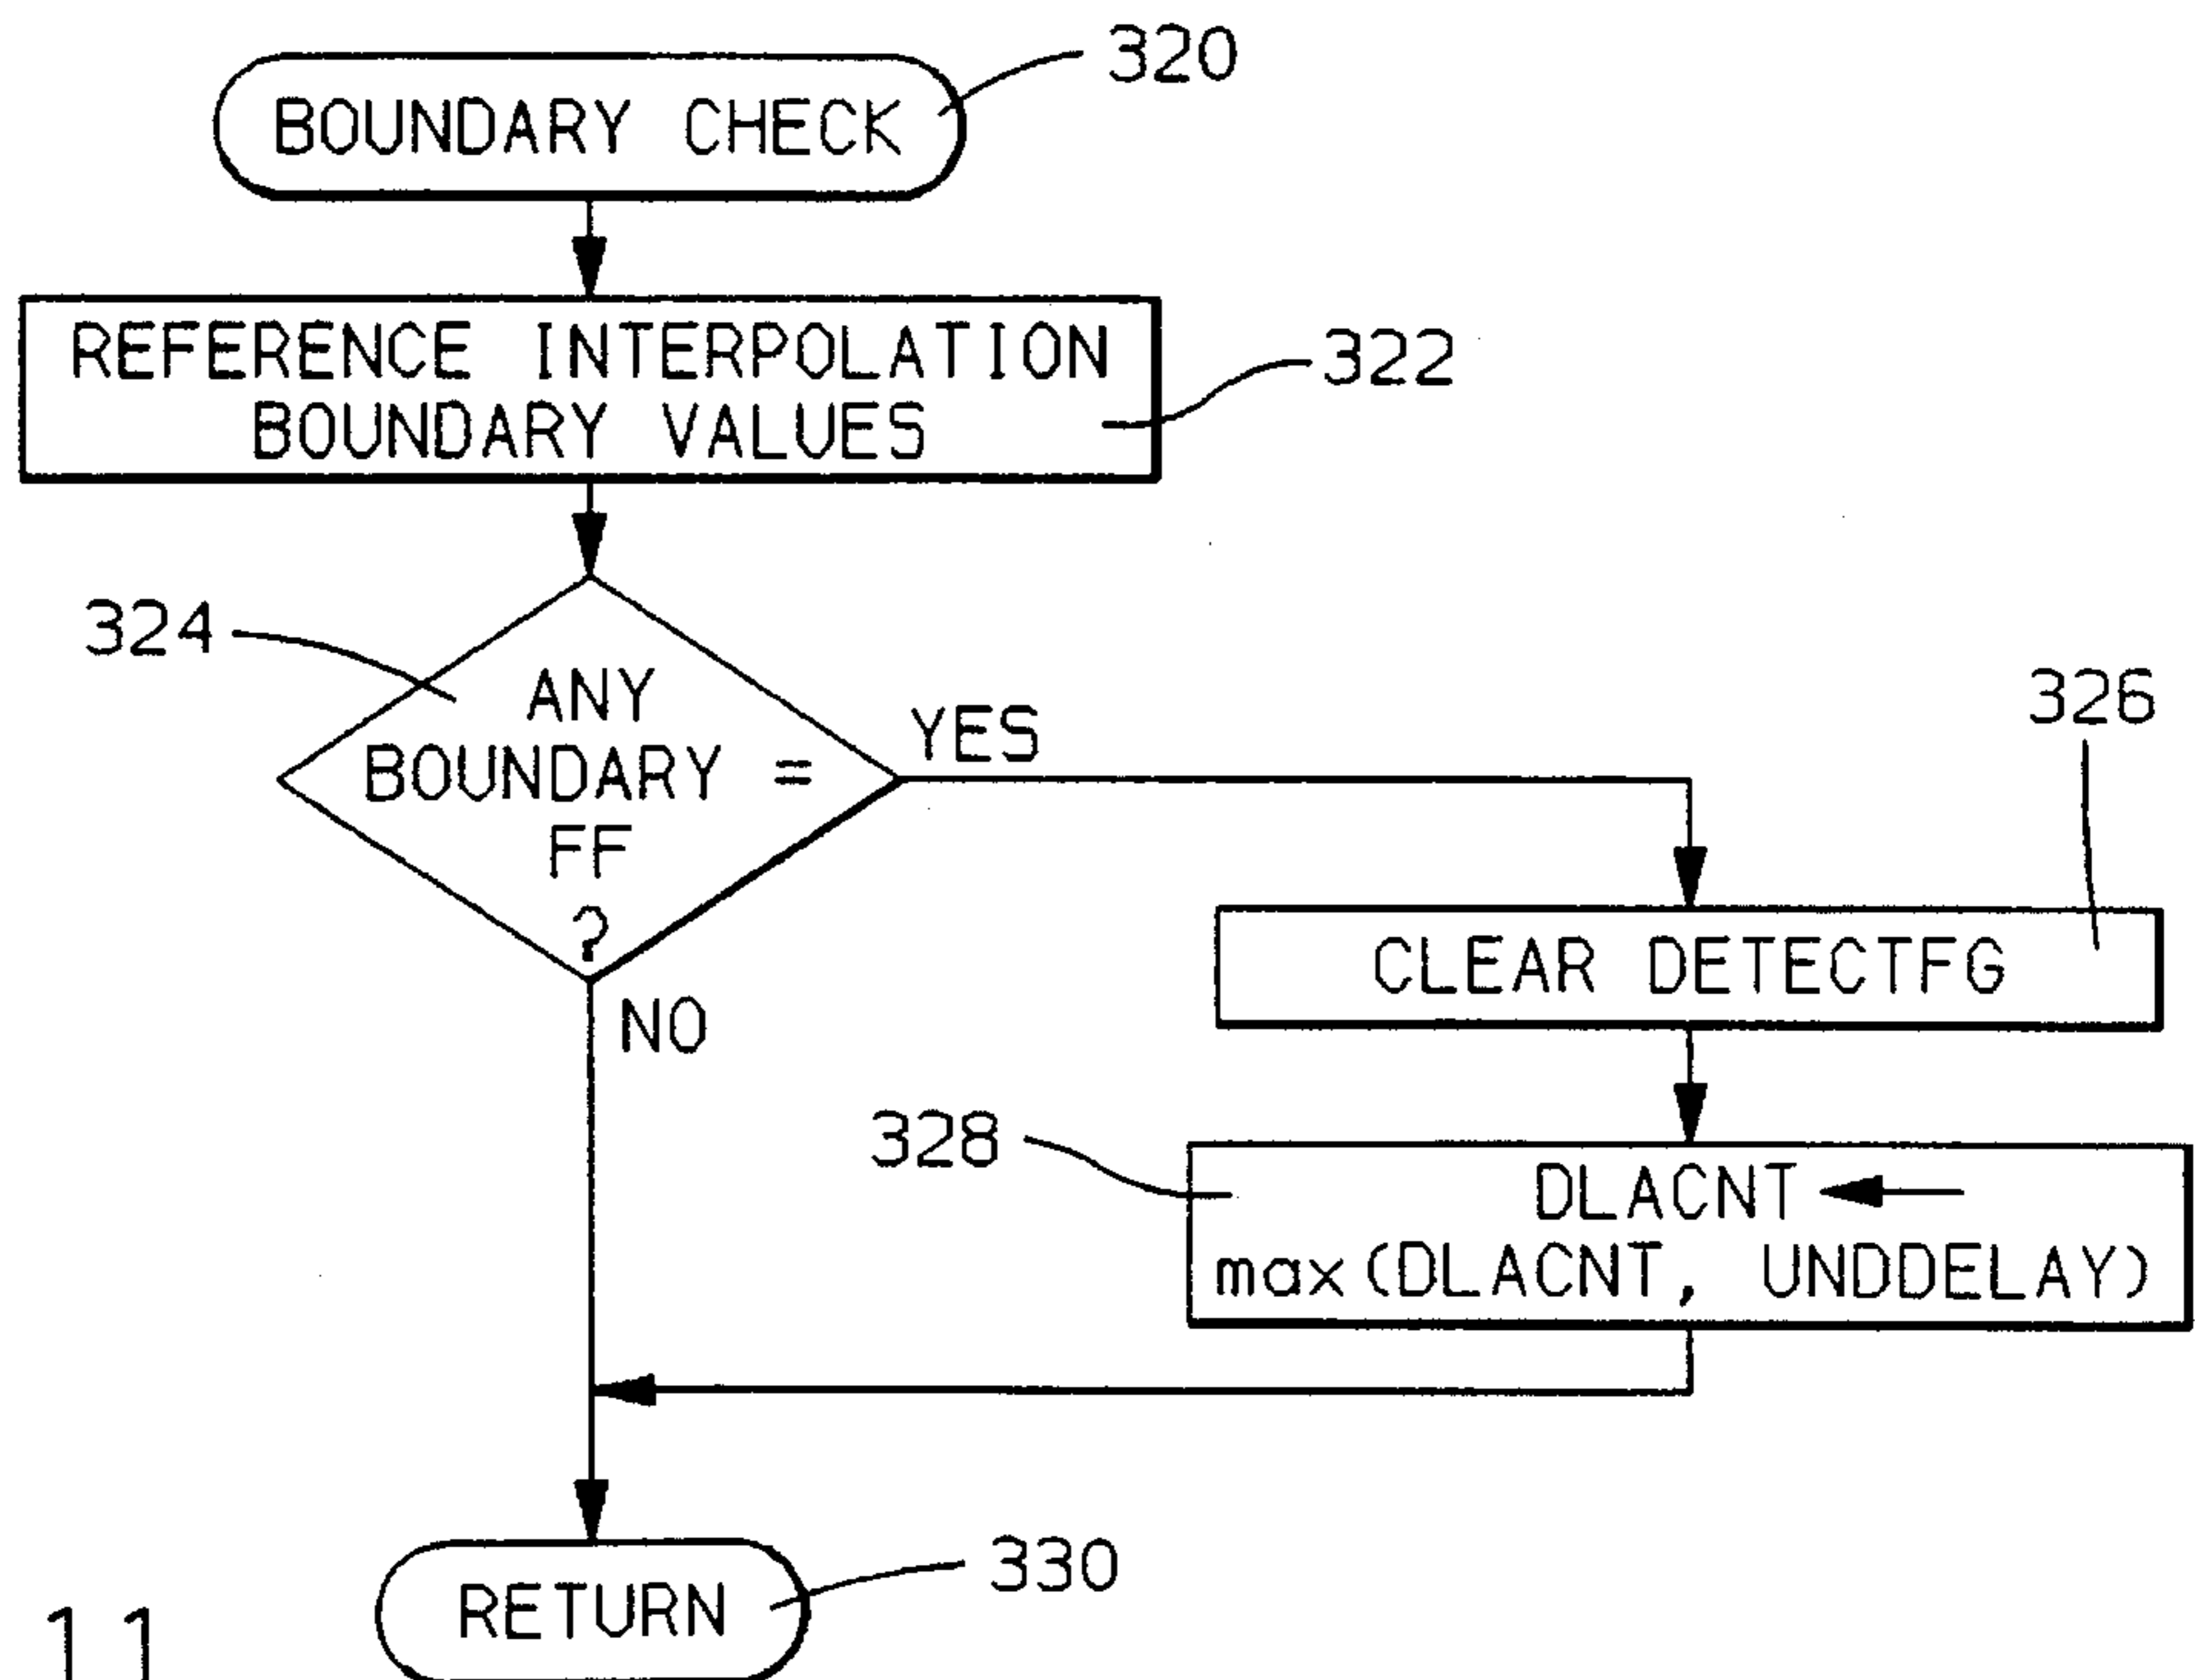 320
BOUNDARY CHECK
REFERENCE INTERPOLATION
BOUNDARY VALUES
322
324
ANY
BOUNDARY =
FF
?
YES
NO
326
CLEAR DETECTFG
328
DLACNT ←
max(DLACNT, UNDDELAY)
330
RETURN
11